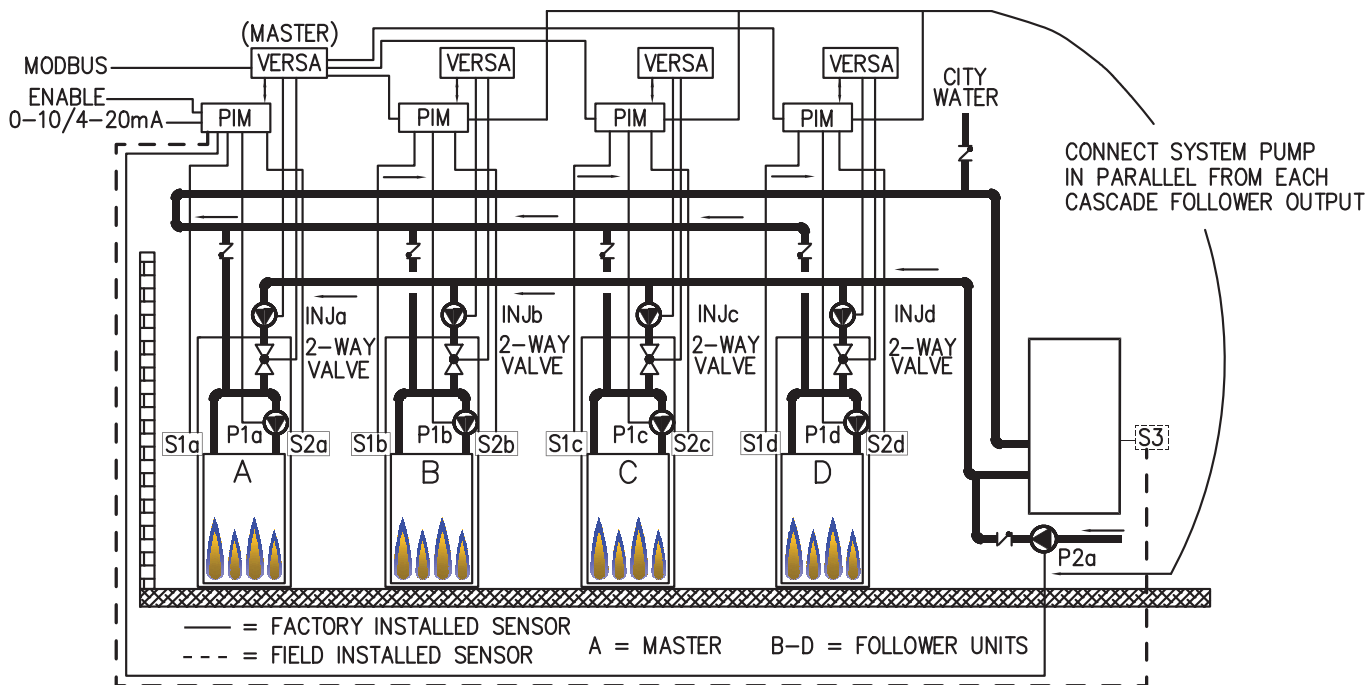 (MASTER)
MODBUS
VERSA
VERSA
VERSA
VERSA
ENABLE
0-10/4-20mA
PIM
PIM
PIM
PIM
CITY
WATER
CONNECT SYSTEM PUMP
IN PARALLEL FROM EACH
CASCADE FOLLOWER OUTPUT
INJa
2-WAY
VALVE
INJb
2-WAY
VALVE
INJc
2-WAY
VALVE
INJd
2-WAY
VALVE
S1a
P1a
S2a
S1b
P1b
S2b
S1c
P1c
S2c
S1d
P1d
S2d
S3
A
B
C
D
P2a
= FACTORY INSTALLED SENSOR
= FIELD INSTALLED SENSOR
A = MASTER
B-D = FOLLOWER UNITS